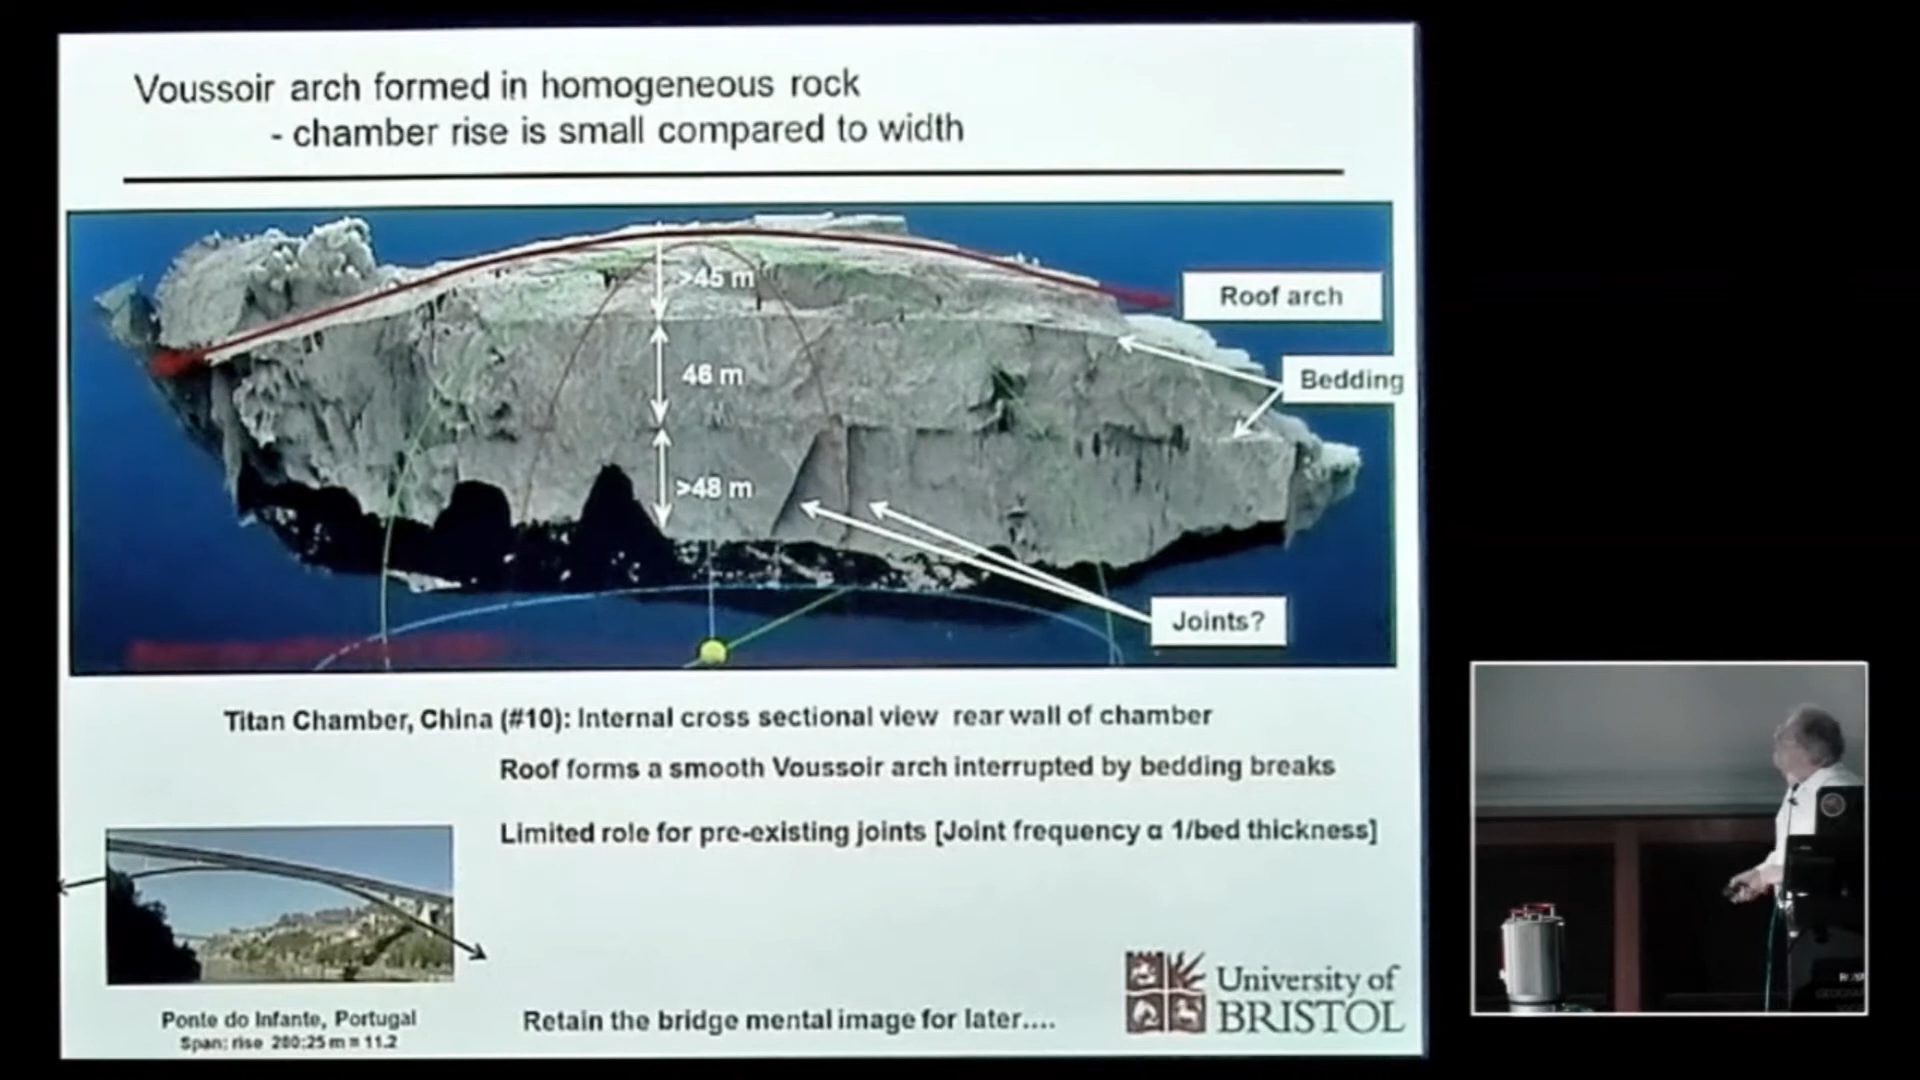 Voussoir arch formed in homogeneous rock
- chamber rise is small compared to width
>45 m
Roof arch
46 m
Bedding
>48 m
Joints?
Titan Chamber, China (#10): Internal cross sectional view rear wall of chamber
Roof forms a smooth Voussoir arch interrupted by bedding breaks
Limited role for pre-existing joints [Joint frequency α 1/bed thickness]
Ponte do Infante, Portugal
Span: rise 280:25 m = 11.2
Retain the bridge mental image for later....
University of
BRISTOL